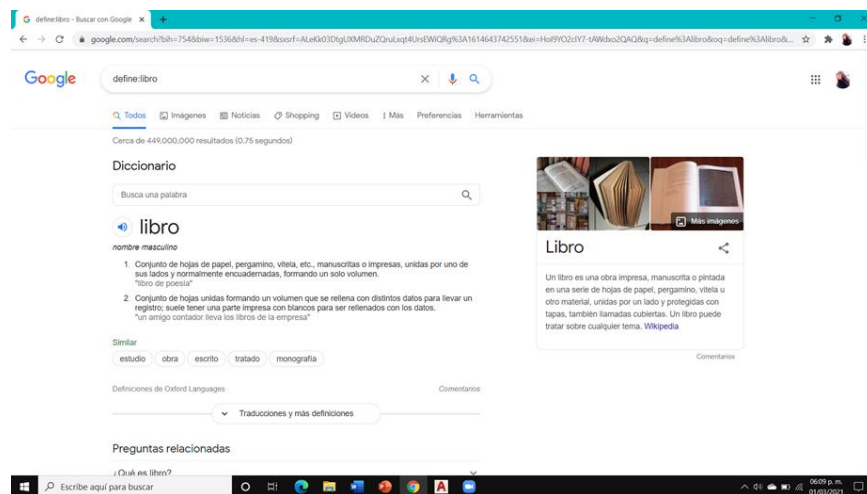 define:libro - Buscar con Google
Google
define:libro
Todos Imágenes Noticias Shopping Videos Más Preferencias Herramientas
Cerca de 449,000,000 resultados (0.75 segundos)
Diccionario
Busca una palabra
libro
nombre masculino
1. Conjunto de hojas de papel, pergamino, vitela, etc., manuscritas o impresas, unidas por uno de
sus lados y normalmente encuadernadas, formando un solo volumen.
"libro de poesía"
2. Conjunto de hojas unidas formando un volumen que se rellena con distintos datos para llevar un
registro; suele tener una parte impresa con blancos para ser rellenados con los datos.
"un amigo contador lleva los libros de la empresa"
Similar
estudio obra escrito tratado monografía
Definiciones de Oxford Languages Comentarios
Traducciones y más definiciones
Preguntas relacionadas
¿Qué es libro?
Más imágenes
Libro
Un libro es una obra impresa, manuscrita o pintada
en una serie de hojas de papel, pergamino, vitela u
otro material, unidas por un lado y protegidas con
tapas, también llamadas cubiertas. Un libro puede
tratar sobre cualquier tema. Wikipedia
Comentarios
Escribe aquí para buscar
06:09 p. m.
01/03/2021